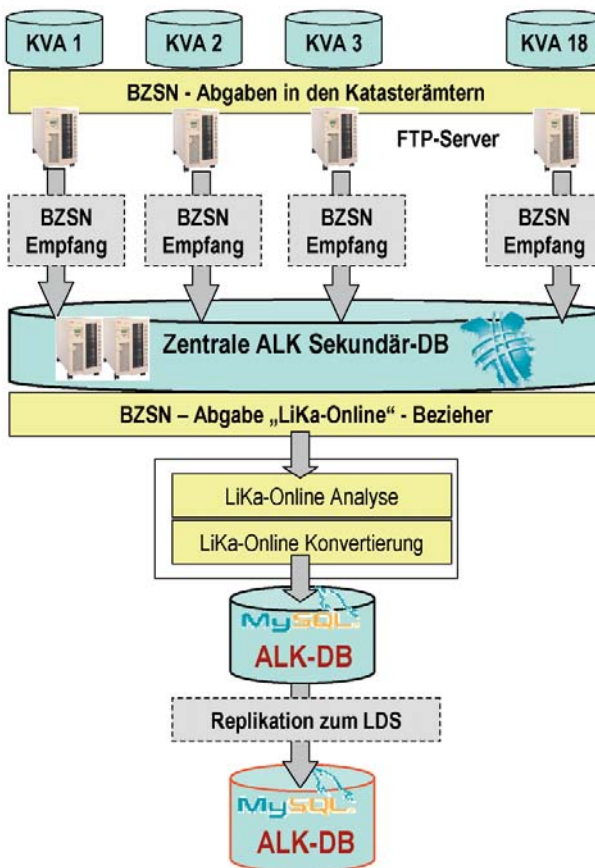 KVA 1
KVA 2
KVA 3
KVA 18
BZSN - Abgaben in den Katasterämtern
FTP-Server
BZSN
Empfang
BZSN
Empfang
BZSN
Empfang
BZSN
Empfang
Zentrale ALK Sekundär-DB
BZSN – Abgabe „LiKa-Online“ - Bezieher
LiKa-Online Analyse
LiKa-Online Konvertierung
MySQL
ALK-DB
Replikation zum LDS
MySQL
ALK-DB